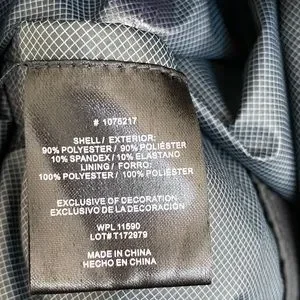 # 1075217
SHELL / EXTERIOR:
90% POLYESTER / 90% POLIÉSTER
10% SPANDEX / 10% ELASTANO
LINING / FORRO:
100% POLYESTER / 100% POLIÉSTER
EXCLUSIVE OF DECORATION
EXCLUSIVO DE LA DECORACIÓN
WPL 11590
LOT# T172979
MADE IN CHINA
HECHO EN CHINA